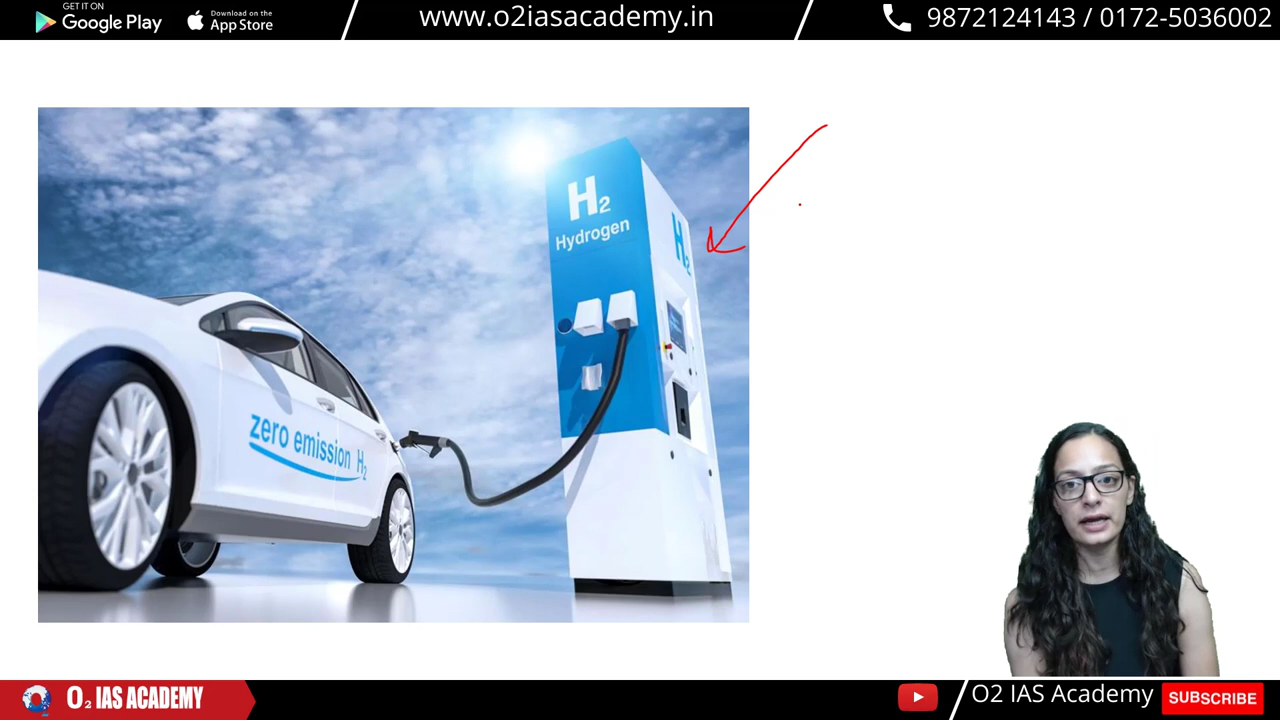 GET IT ON
Google Play
Download on the
App Store
www.o2iasacademy.in
9872124143 / 0172-5036002
H2
Hydrogen
H2
zero emission H2
O2 IAS ACADEMY
O2 IAS Academy
SUBSCRIBE